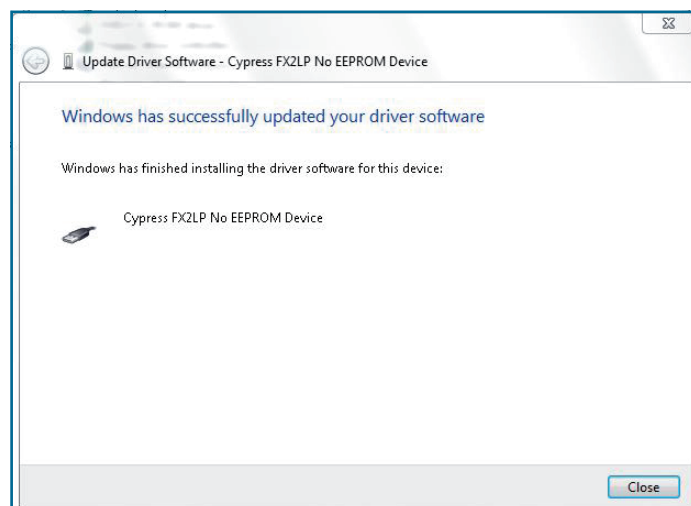 Update Driver Software - Cypress FX2LP No EEPROM Device
Windows has successfully updated your driver software
Windows has finished installing the driver software for this device:
Cypress FX2LP No EEPROM Device
Close